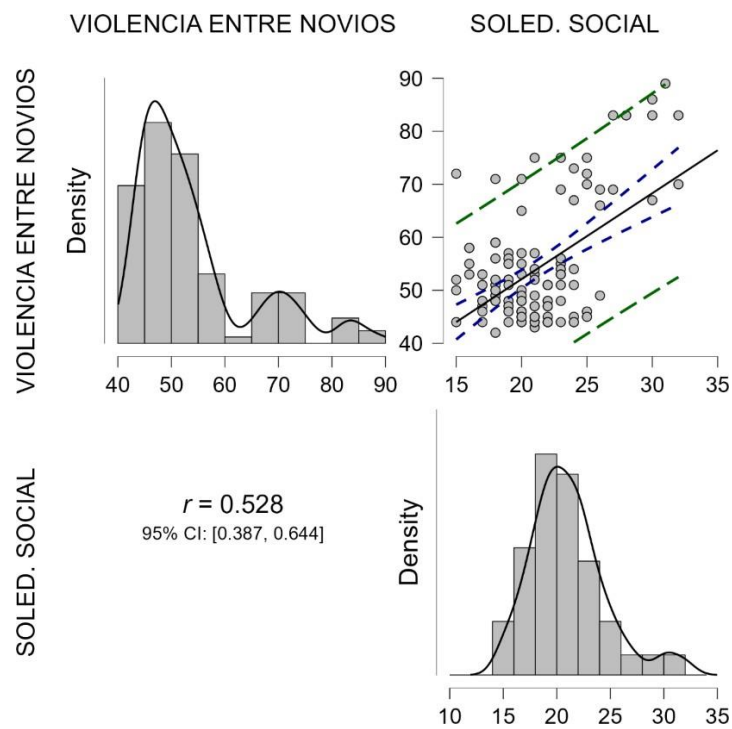 VIOLENCIA ENTRE NOVIOS
SOLED. SOCIAL
VIOLENCIA ENTRE NOVIOS
Density
40 50 60 70 80 90
90
80
70
60
50
40
15 20 25 30 35
SOLED. SOCIAL
r = 0.528
95% CI: [0.387, 0.644]
Density
10 15 20 25 30 35